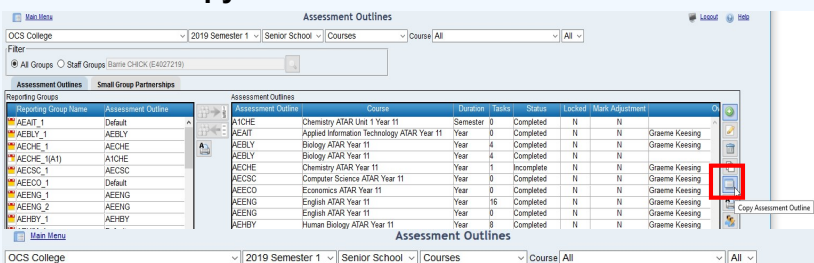 Main Menu Assessment Outlines Logout Help
OCS College 2019 Semester 1 Senior School Courses Course All All
Filter
All Groups Staff Groups Barrie CHICK (E4027219)
Assessment Outlines Small Group Partnerships
Reporting Groups Assessment Outlines
Reporting Group Name Assessment Outline Assessment Outline Course Duration Tasks Status Locked Mark Adjustment
AEAIT_1 Default A1CHE Chemistry ATAR Unit 1 Year 11 Semester 0 Completed N N
AEBLY_1 AEBLY AEAIT Applied Information Technology ATAR Year 11 Year 0 Completed N N Graeme Keesing
AECHE_1 AECHE AEBLY Biology ATAR Year 11 Year 4 Completed N N Graeme Keesing
AECHE_1(A1) A1CHE AEBLY Biology ATAR Year 11 Year 4 Completed N N
AECSC_1 AECSC AECHE Chemistry ATAR Year 11 Year 1 Incomplete N N Graeme Keesing
AEECO_1 Default AECSC Computer Science ATAR Year 11 Year 0 Completed N N Graeme Keesing
AEENG_1 AEENG AEECO Economics ATAR Year 11 Year 0 Completed N N Graeme Keesing
AEENG_2 AEENG AEENG English ATAR Year 11 Year 16 Completed N N Graeme Keesing
AEHBY_1 AEHBY AEENG English ATAR Year 11 Year 0 Completed N N Graeme Keesing
AEHBY Human Biology ATAR Year 11 Year 8 Completed N N Graeme Keesing
Copy Assessment Outline
Main Menu Assessment Outlines
OCS College 2019 Semester 1 Senior School Courses Course All All